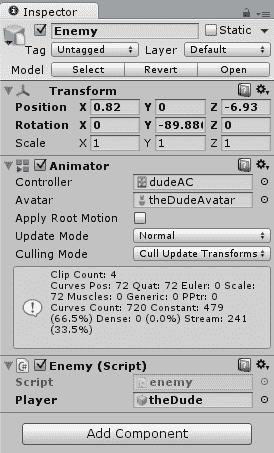 Inspector
Enemy Static
Tag Untagged Layer Default
Model Select Revert Open
Transform
Position X 0.82 Y 0 Z -6.93
Rotation X 0 Y -89.88 Z 0
Scale X 1 Y 1 Z 1
Animator
Controller dudeAC
Avatar theDudeAvatar
Apply Root Motion
Update Mode Normal
Culling Mode Cull Update Transforms
Clip Count: 4
Curves Pos: 72 Quat: 72 Euler: 0 Scale:
72 Muscles: 0 Generic: 0 PPtr: 0
Curves Count: 720 Constant: 479
(66.5%) Dense: 0 (0.0%) Stream: 241
(33.5%)
Enemy (Script)
Script enemy
Player theDude
Add Component